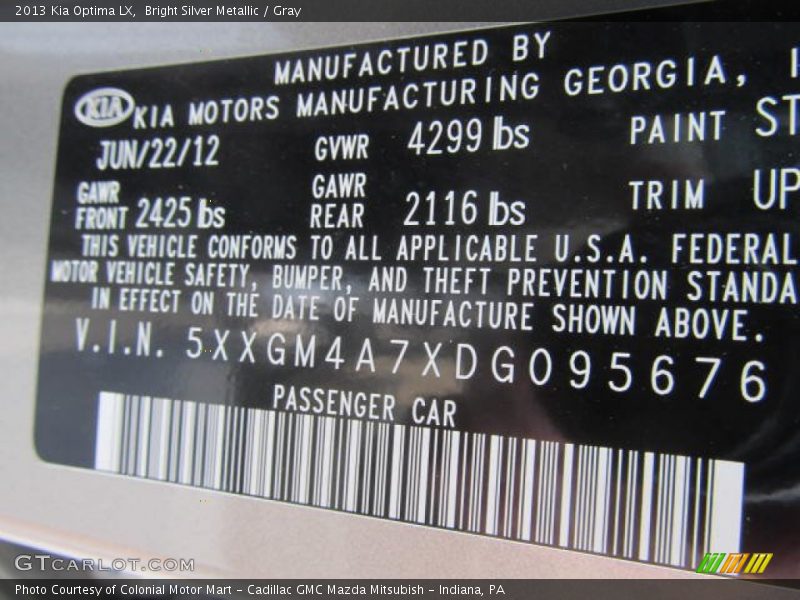 2013 Kia Optima LX, Bright Silver Metallic / Gray
MANUFACTURED BY
KIA KIA MOTORS MANUFACTURING GEORGIA, I
JUN/22/12 GVWR 4299 lbs PAINT ST
GAWR FRONT 2425 lbs GAWR REAR 2116 lbs TRIM UP
THIS VEHICLE CONFORMS TO ALL APPLICABLE U.S.A. FEDERAL
MOTOR VEHICLE SAFETY, BUMPER, AND THEFT PREVENTION STANDA
IN EFFECT ON THE DATE OF MANUFACTURE SHOWN ABOVE.
V.I.N. 5XXGM4A7XDG095676
PASSENGER CAR
GTCARLOT.COM
Photo Courtesy of Colonial Motor Mart - Cadillac GMC Mazda Mitsubish - Indiana, PA